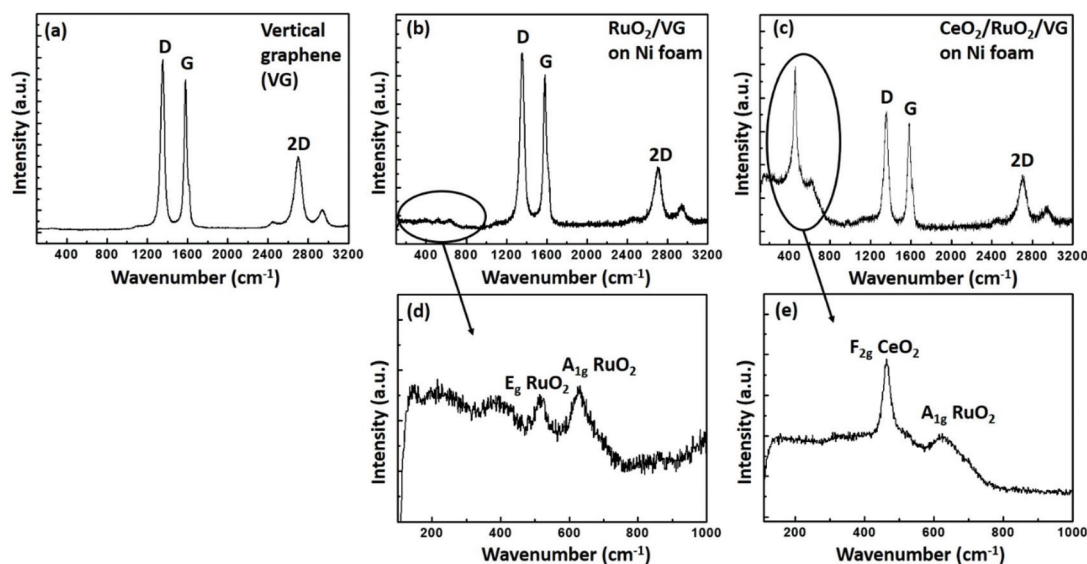 (a)
Vertical
graphene
(VG)
D
G
2D
Intensity (a.u.)
400 800 1200 1600 2000 2400 2800 3200
Wavenumber (cm⁻¹)
(b)
RuO₂/VG
on Ni foam
D
G
2D
Intensity (a.u.)
400 800 1200 1600 2000 2400 2800 3200
Wavenumber (cm⁻¹)
(c)
CeO₂/RuO₂/VG
on Ni foam
D
G
2D
Intensity (a.u.)
400 800 1200 1600 2000 2400 2800 3200
Wavenumber (cm⁻¹)
(d)
E_g RuO₂
A₁g RuO₂
Intensity (a.u.)
200 400 600 800 1000
Wavenumber (cm⁻¹)
(e)
F₂g CeO₂
A₁g RuO₂
Intensity (a.u.)
200 400 600 800 1000
Wavenumber (cm⁻¹)